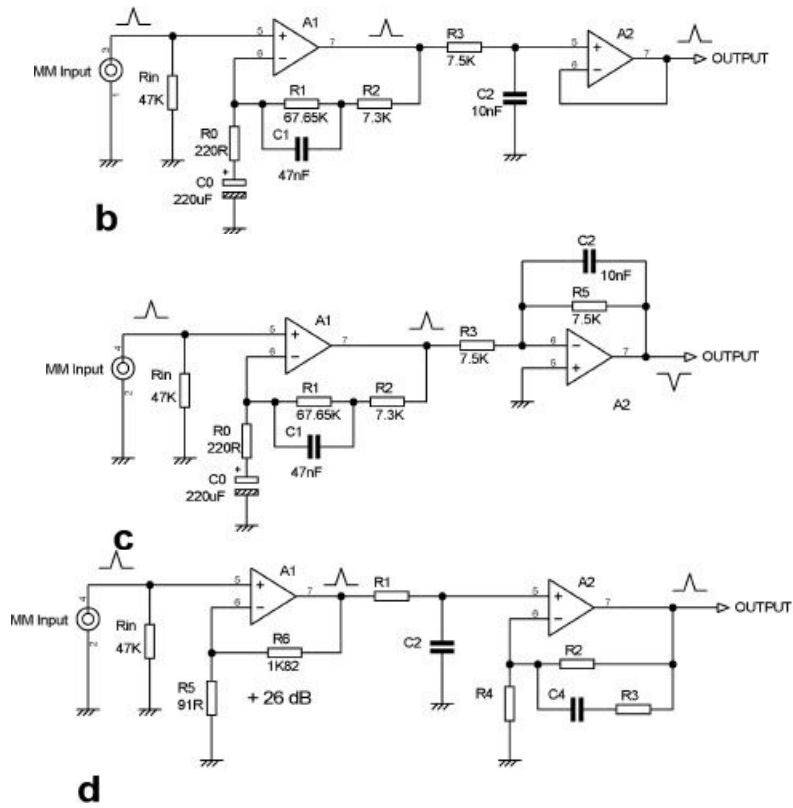 A1
A2
5
7
R3
5
7
3
6
7.5K
6
OUTPUT
MM Input
Rin
R1
R2
C2
1
47K
67.65K
7.3K
10nF
R0
C1
220R
+
47nF
C0
220uF
b
C2
10nF
A1
R5
5
7
R3
7.5K
4
6
7.5K
6
7
MM Input
5
OUTPUT
2
Rin
R1
R2
47K
67.65K
7.3K
A2
R0
C1
220R
+
47nF
C0
220uF
c
A1
A2
5
7
R1
5
7
4
6
6
OUTPUT
MM Input
Rin
R6
C2
R2
2
47K
1K82
C4
R3
R5
R4
91R
+ 26 dB
d